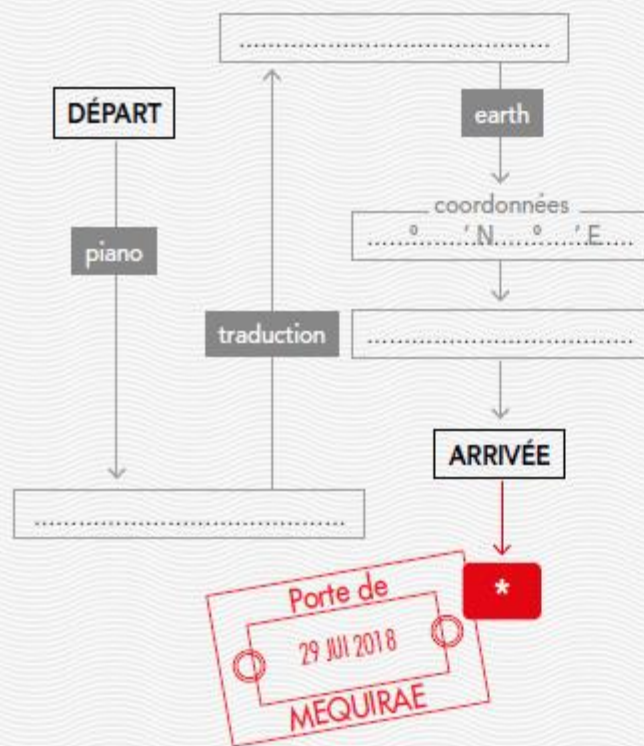 DÉPART
piano
traduction
earth
coordonnées
° ' N ° ' E
ARRIVÉE
*
Porte de
29 JUI 2018
MEQUIRAE